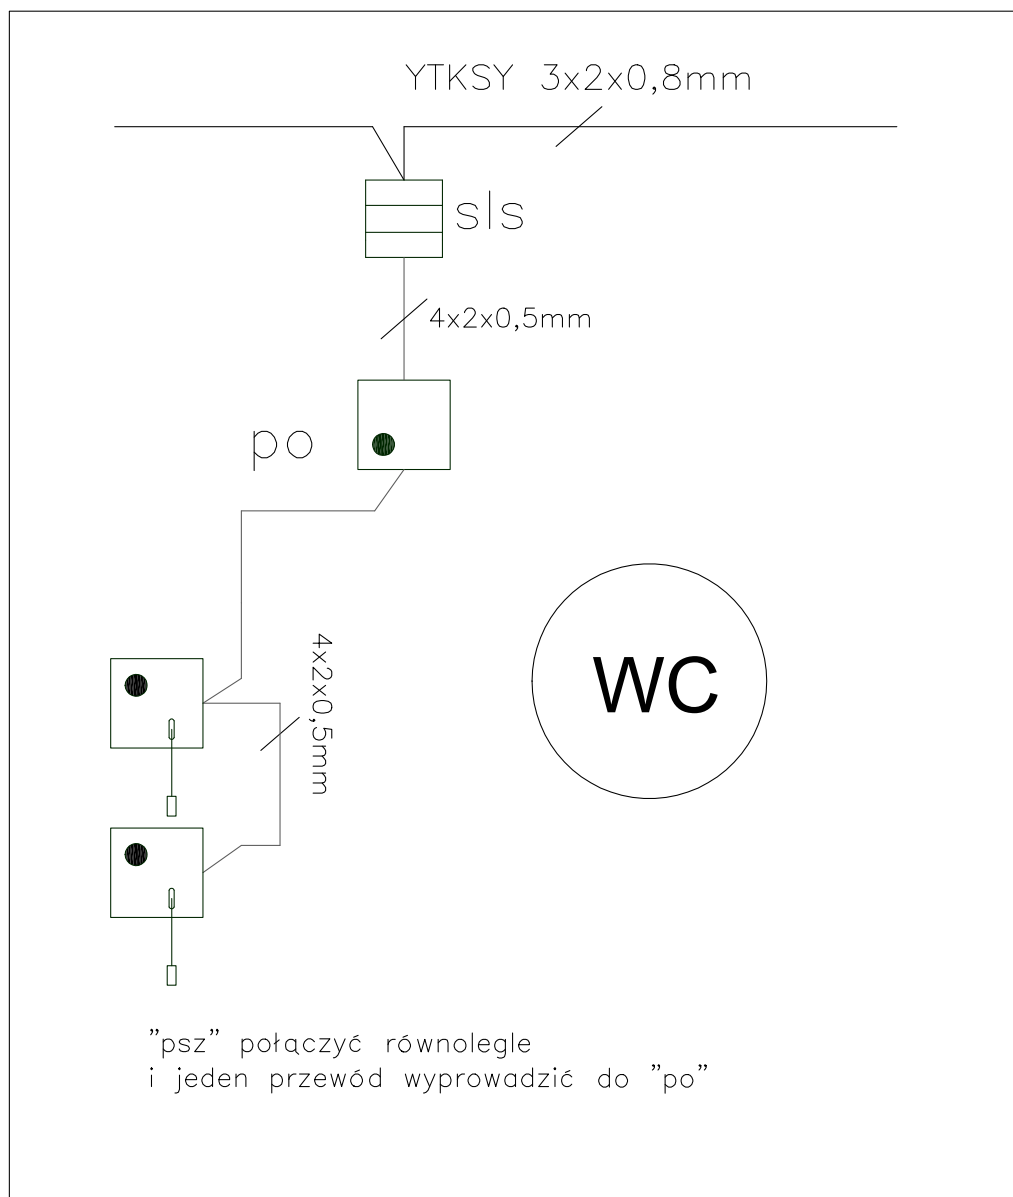 YTKSY 3x2x0,8mm
sls
4x2x0,5mm
po
4x2x0,5mm
WC
"psz" połączyć równolegle
i jeden przewód wyprowadzić do "po"